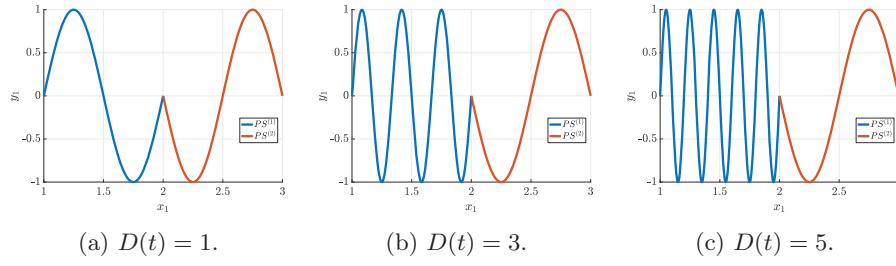 1
0.5
0
-0.5
-1
y₁
1 1.5 2 2.5 3
x₁
PS⁽¹⁾
PS⁽²⁾
(a) D(t) = 1.
1
0.5
0
-0.5
-1
y₁
1 1.5 2 2.5 3
x₁
PS⁽¹⁾
PS⁽²⁾
(b) D(t) = 3.
1
0.5
0
-0.5
-1
y₁
1 1.5 2 2.5
x₁
PS⁽¹⁾
PS⁽²⁾
(c) D(t) = 5.